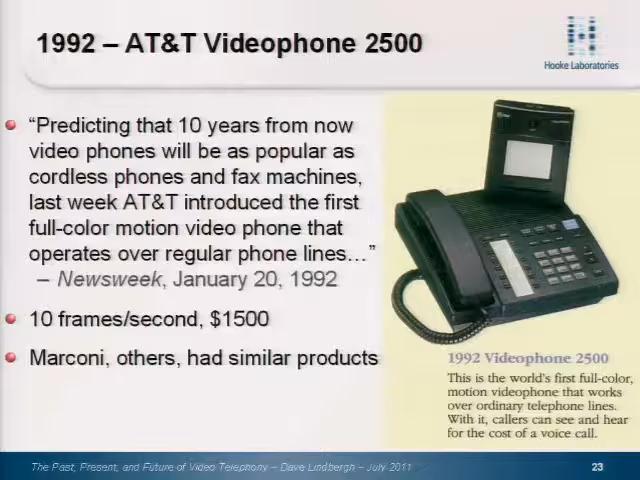 1992 – AT&T Videophone 2500
Hooke Laboratories
“Predicting that 10 years from now
video phones will be as popular as
cordless phones and fax machines,
last week AT&T introduced the first
full-color motion video phone that
operates over regular phone lines…”
– Newsweek, January 20, 1992
10 frames/second, $1500
Marconi, others, had similar products
1992 Videophone 2500
This is the world's first full-color,
motion videophone that works
over ordinary telephone lines.
With it, callers can see and hear
for the cost of a voice call.
The Past, Present, and Future of Video Telephony – Dave Lindbergh – July 2011
23